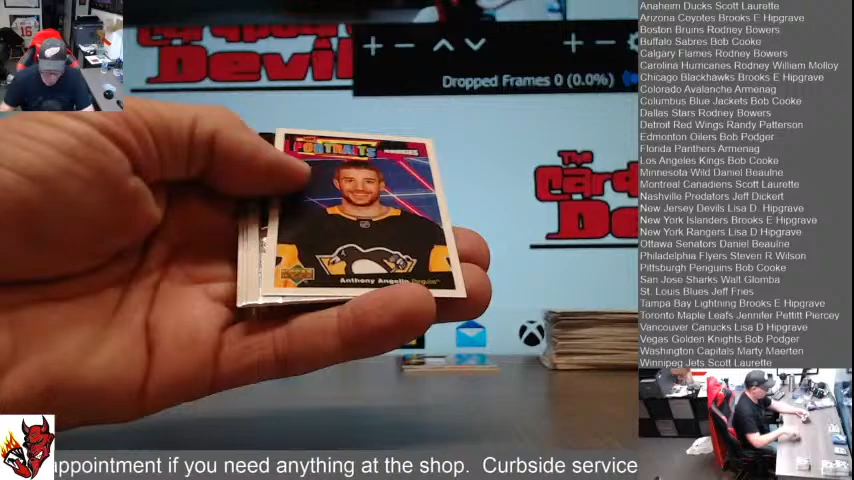 Anaheim Ducks Scott Laurette
Arizona Coyotes Brooks E Hipgrave
Boston Bruins Rodney Bowers
Buffalo Sabres Bob Cooke
Calgary Flames Rodney Bowers
Carolina Hurricanes Rodney William Molloy
Chicago Blackhawks Brooks E Hipgrave
Colorado Avalanche Armenag
Columbus Blue Jackets Bob Cooke
Dallas Stars Rodney Bowers
Detroit Red Wings Randy Patterson
Edmonton Oilers Bob Podger
Florida Panthers Armenag
Los Angeles Kings Bob Cooke
Minnesota Wild Daniel Beaulne
Montreal Canadiens Scott Laurette
Nashville Predators Jeff Dickert
New Jersey Devils Lisa D. Hipgrave
New York Islanders Brooks E Hipgrave
New York Rangers Lisa D Hipgrave
Ottawa Senators Daniel Beaulne
Philadelphia Flyers Steven R Wilson
Pittsburgh Penguins Bob Cooke
San Jose Sharks Walt Glomba
St. Louis Blues Jeff Fries
Tampa Bay Lightning Brooks E Hipgrave
Toronto Maple Leafs Jennifer Pettitt Piercey
Vancouver Canucks Lisa D Hipgrave
Vegas Golden Knights Bob Podger
Washington Capitals Marty Maerten
Winnipeg Jets Scott Laurette
Dropped Frames 0 (0.0%)
PORTRAITS
Anthony Angello
The
Devil
16
appointment if you need anything at the shop. Curbside service